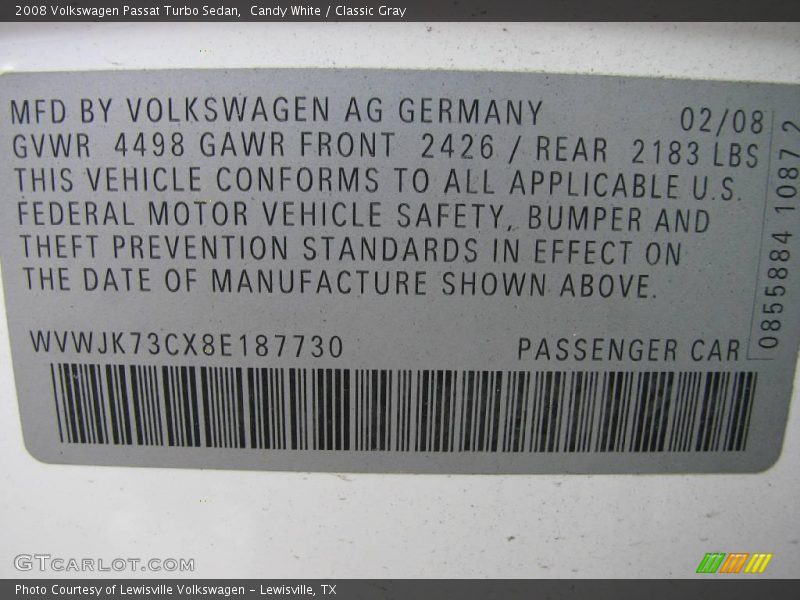 2008 Volkswagen Passat Turbo Sedan,  Candy White / Classic Gray
MFD BY VOLKSWAGEN AG GERMANY 02/08
GVWR 4498 GAWR FRONT 2426 / REAR 2183 LBS
THIS VEHICLE CONFORMS TO ALL APPLICABLE U.S.
FEDERAL MOTOR VEHICLE SAFETY, BUMPER AND
THEFT PREVENTION STANDARDS IN EFFECT ON
THE DATE OF MANUFACTURE SHOWN ABOVE.
WVWJK73CX8E187730 PASSENGER CAR
0855884 1087 2
GTCARLOT.COM
Photo Courtesy of Lewisville Volkswagen - Lewisville, TX